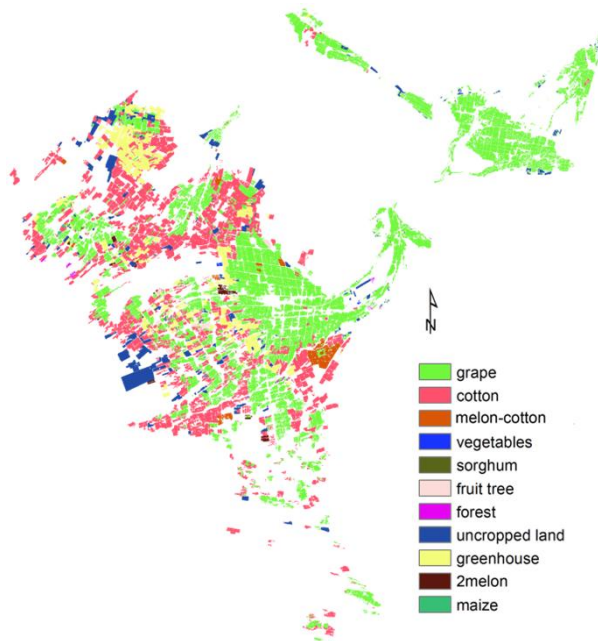 N
grape
cotton
melon-cotton
vegetables
sorghum
fruit tree
forest
uncropped land
greenhouse
2melon
maize